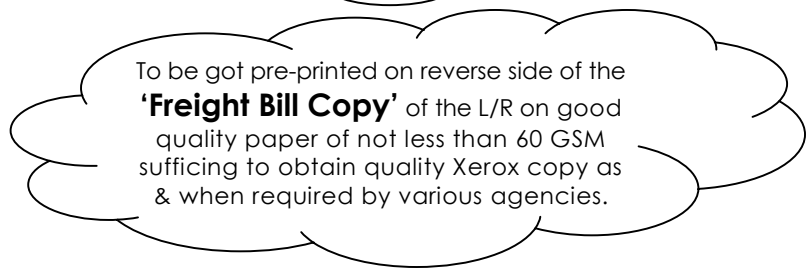 To be got pre-printed on reverse side of the
‘Freight Bill Copy’ of the L/R on good
quality paper of not less than 60 GSM
sufficing to obtain quality Xerox copy as
& when required by various agencies.